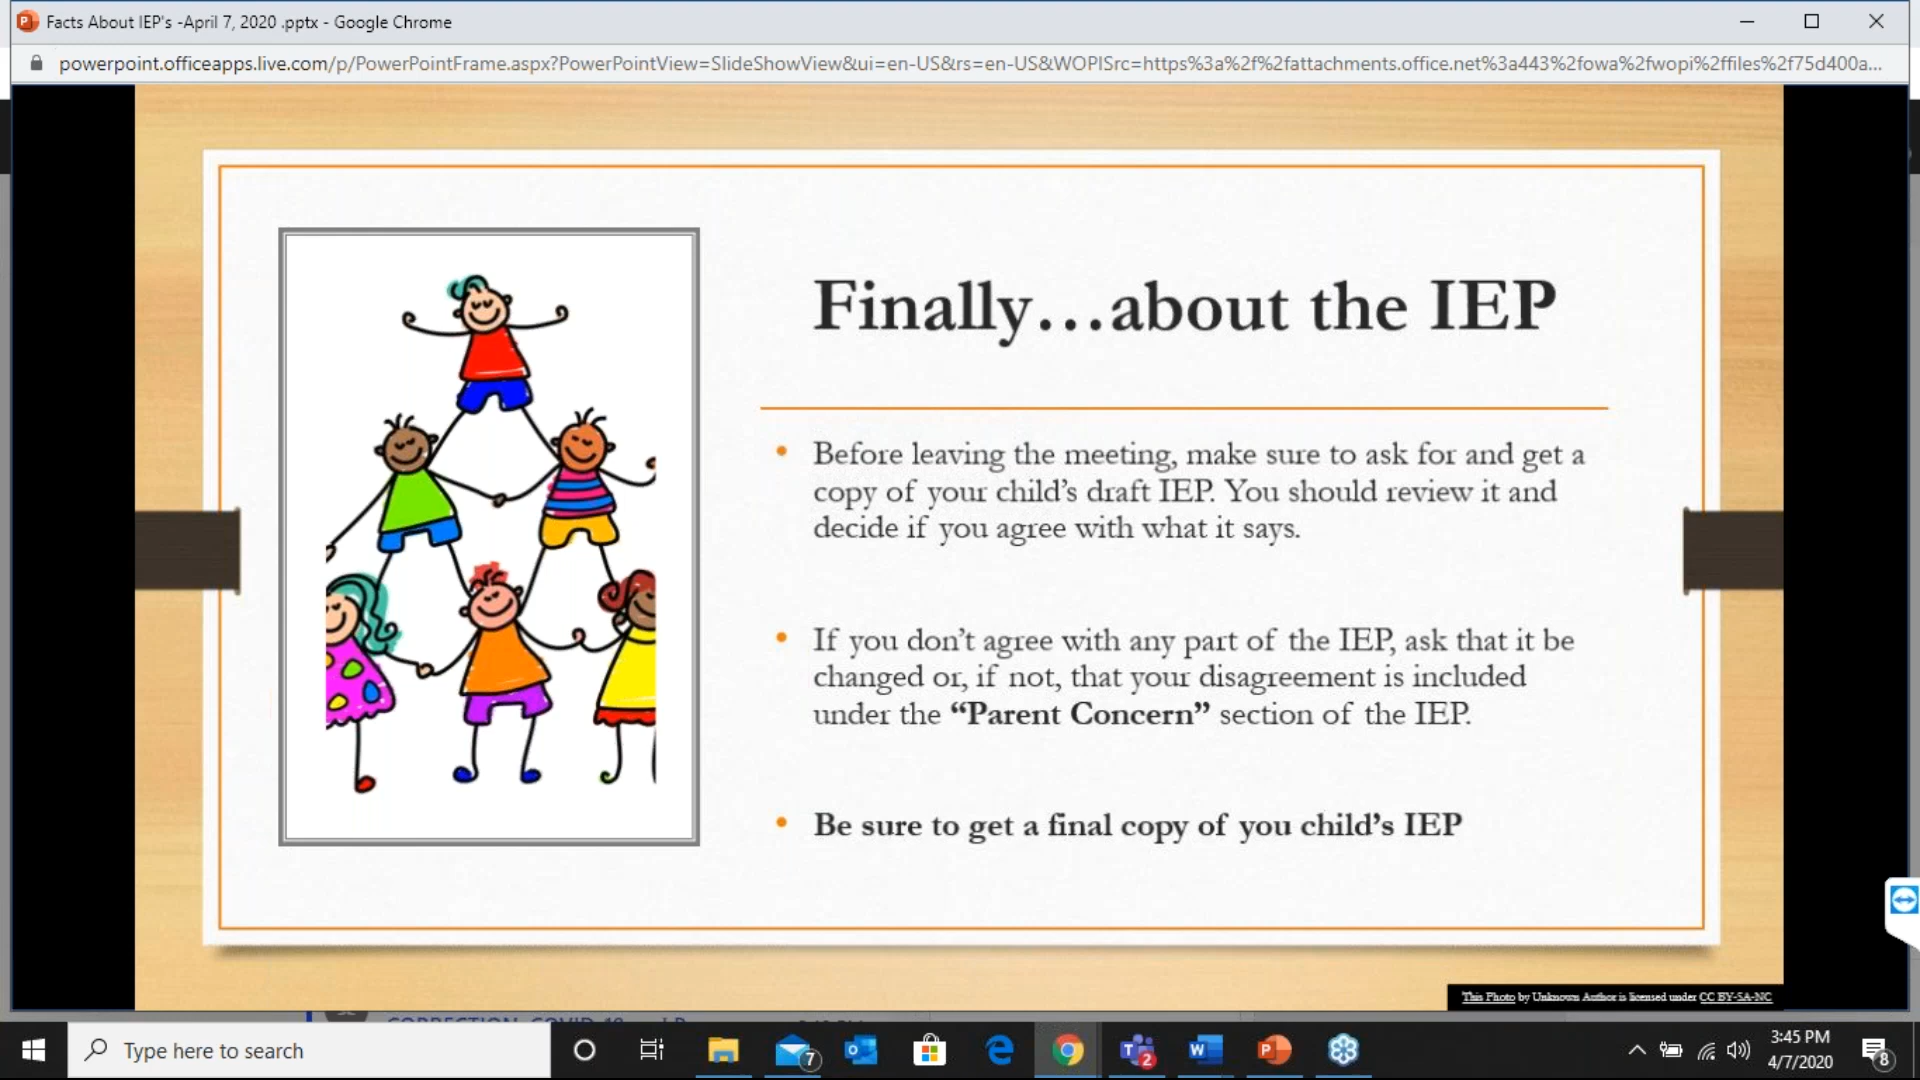 Facts About IEP's -April 7, 2020 .pptx - Google Chrome
powerpoint.officeapps.live.com/p/PowerPointFrame.aspx?PowerPointView=SlideShowView&ui=en-US&rs=en-US&WOPISrc=https%3a%2f%2fattachments.office.net%3a443%2fowa%2fwopi%2ffiles%2f75d400a...
Finally…about the IEP
• Before leaving the meeting, make sure to ask for and get a
copy of your child’s draft IEP. You should review it and
decide if you agree with what it says.
• If you don’t agree with any part of the IEP, ask that it be
changed or, if not, that your disagreement is included
under the “Parent Concern” section of the IEP.
• Be sure to get a final copy of you child’s IEP
This Photo by Unknown Author is licensed under CC BY-SA-NC
Type here to search
7
2
3:45 PM
4/7/2020
8